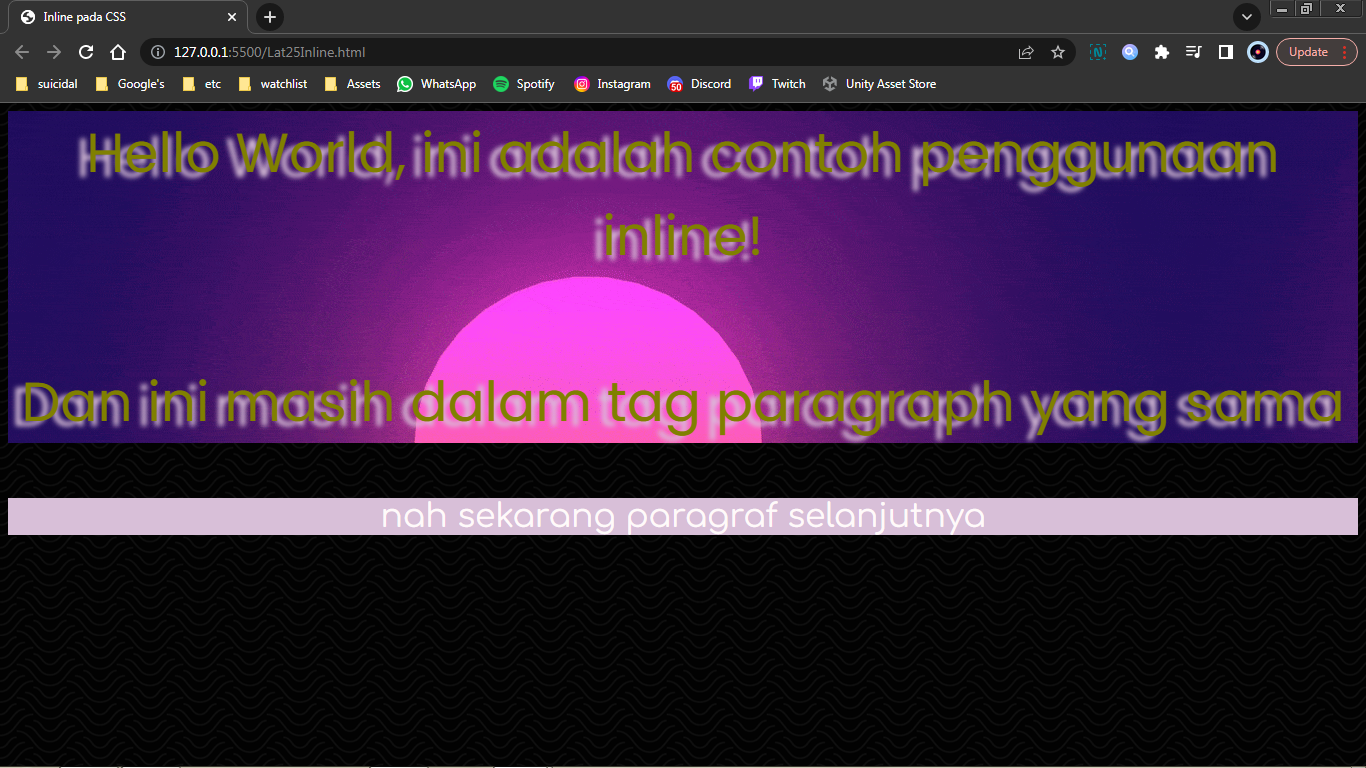 Inline pada CSS
127.0.0.1:5500/Lat25Inline.html
Update
suicidal Google's etc watchlist Assets WhatsApp Spotify Instagram 50 Discord Twitch Unity Asset Store
Hello World, ini adalah contoh penggunaan
inline!
Dan ini masih dalam tag paragraph yang sama
nah sekarang paragraf selanjutnya